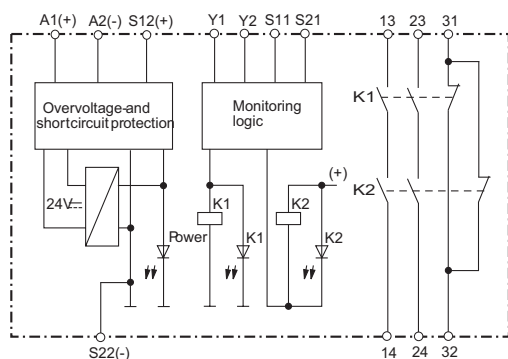 A1(+) A2(-) S12(+) Y1 Y2 S11 S21 13 23 31
Overvoltage-and
shortcircuit protection
Monitoring
logic
K1
24V
K1
(+)
K2
K2
Power
K1
K2
S22(-)
14 24 32